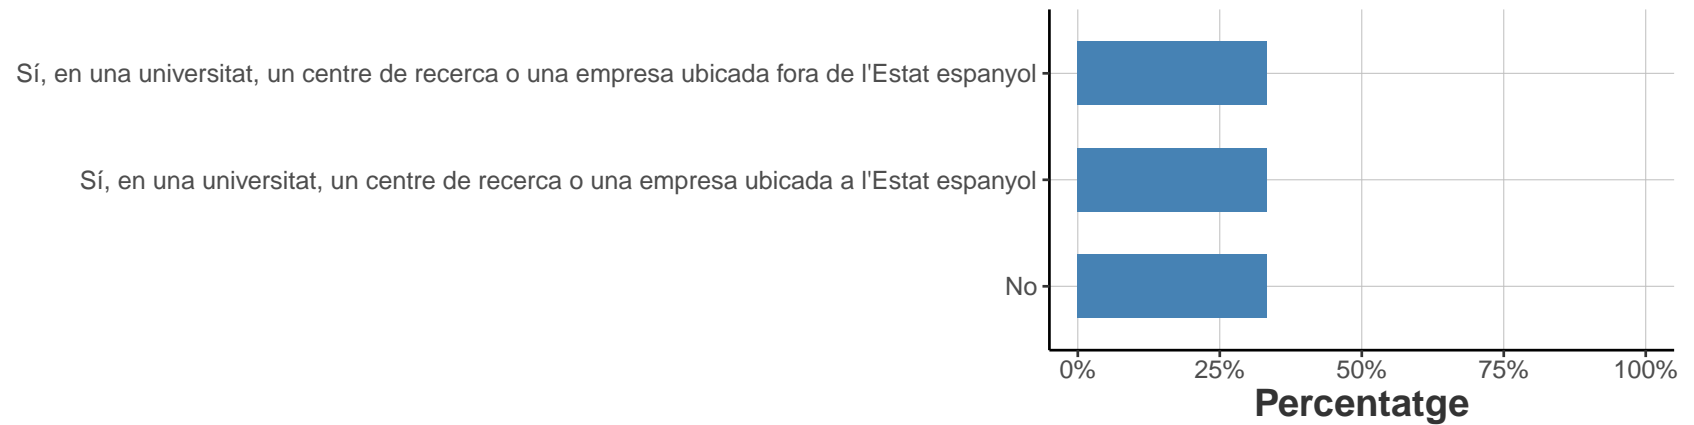 Sí, en una universitat, un centre de recerca o una empresa ubicada fora de l'Estat espanyol
Sí, en una universitat, un centre de recerca o una empresa ubicada a l'Estat espanyol
No
0% 25% 50% 75% 100%
Percentatge